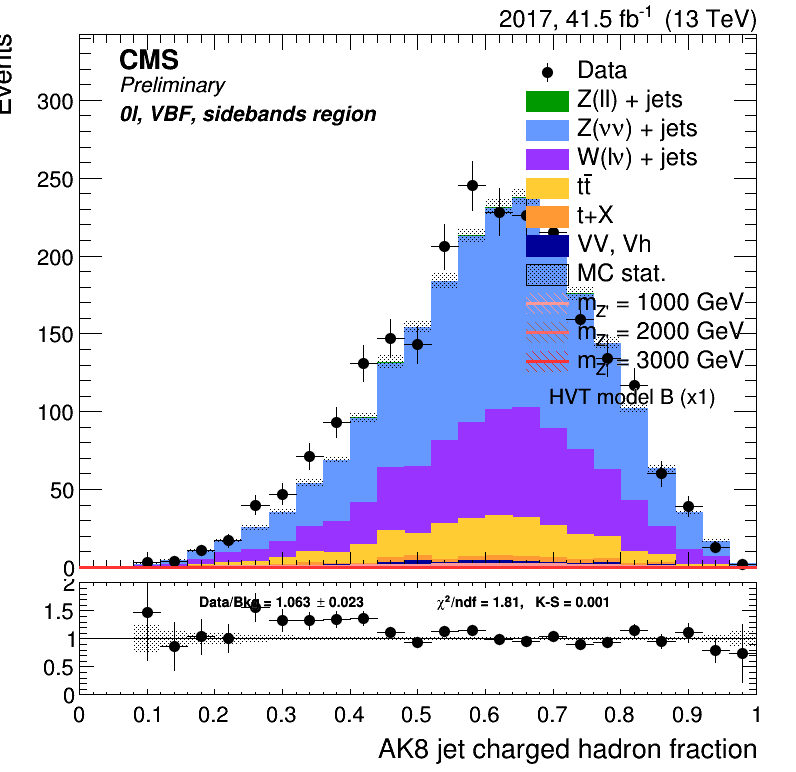 2017, 41.5 fb-1 (13 TeV)
Events
CMS
Preliminary
0l, VBF, sidebands region
Data
Z(ll) + jets
Z(νν) + jets
W(lν) + jets
tt̄
t+X
VV, Vh
MC stat.
mZ' = 1000 GeV
mZ' = 2000 GeV
mZ' = 3000 GeV
HVT model B (x1)
300
250
200
150
100
50
0
2
1.5
1
0.5
0
Data/Bkg = 1.063 ± 0.023
χ²/ndf = 1.81, K-S = 0.001
0 0.1 0.2 0.3 0.4 0.5 0.6 0.7 0.8 0.9 1
AK8 jet charged hadron fraction